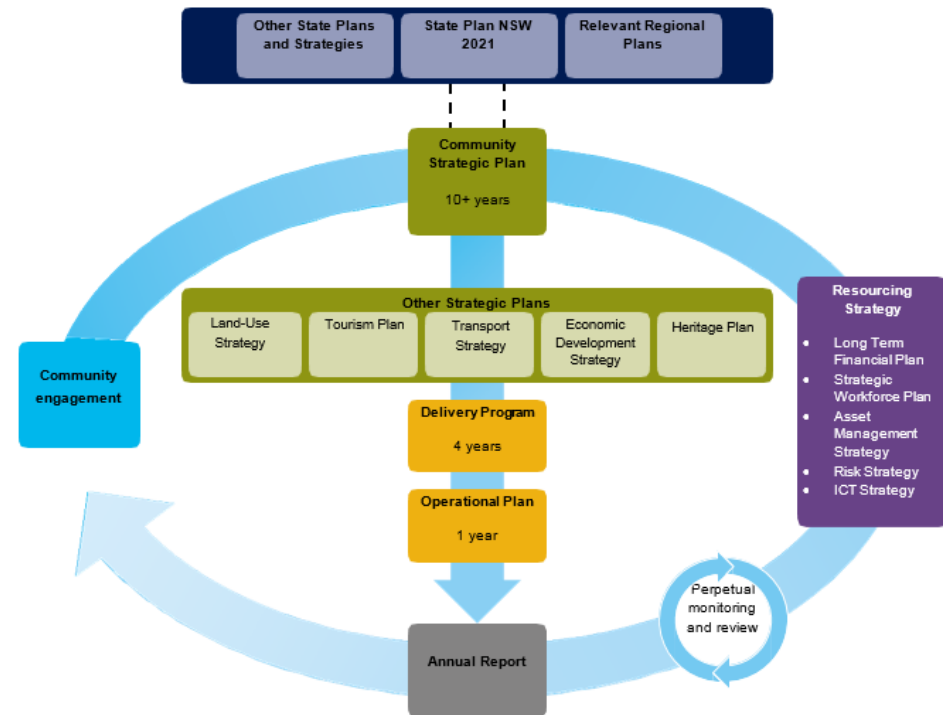 Other State Plans
and Strategies
State Plan NSW
2021
Relevant Regional
Plans
Community
Strategic Plan
10+ years
Other Strategic Plans
Land-Use
Strategy
Tourism Plan
Transport
Strategy
Economic
Development
Strategy
Heritage Plan
Resourcing
Strategy
• Long Term
Financial Plan
• Strategic
Workforce Plan
• Asset
Management
Strategy
• Risk Strategy
• ICT Strategy
Community
engagement
Delivery Program
4 years
Operational Plan
1 year
Perpetual
monitoring
and review
Annual Report